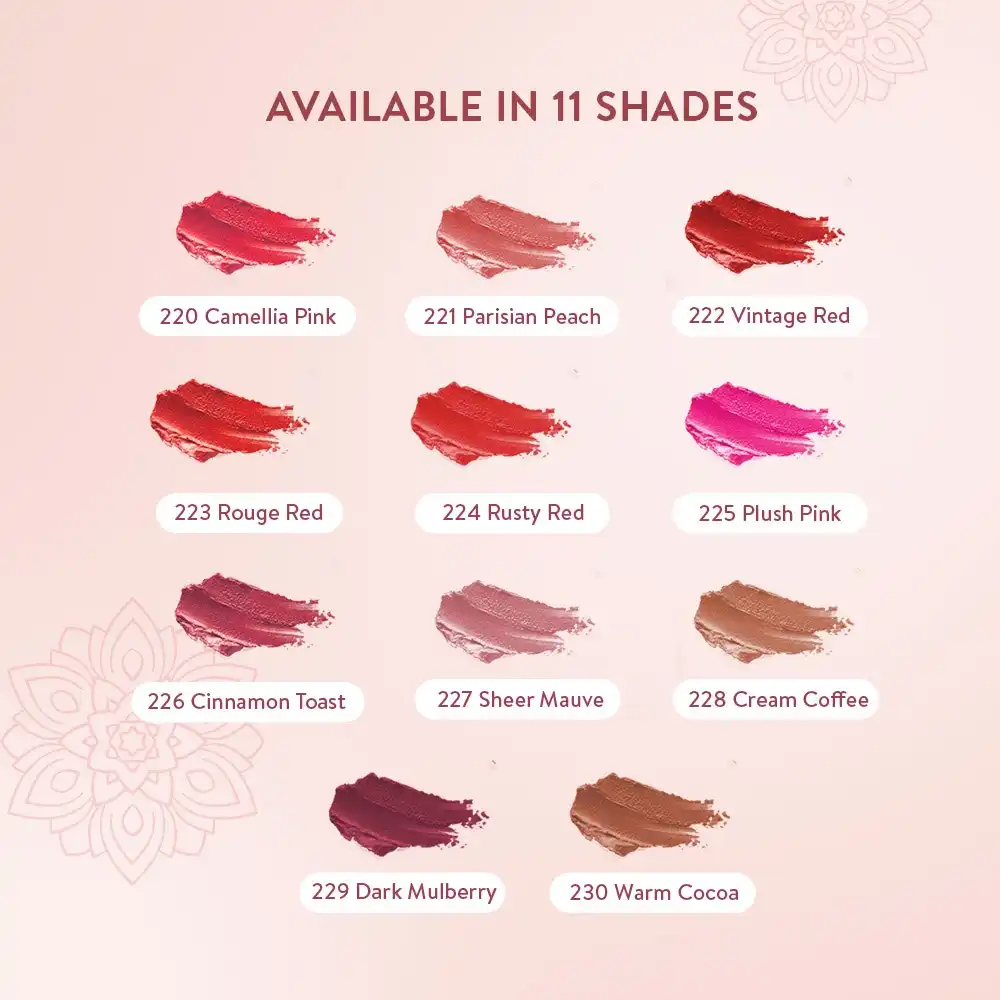 AVAILABLE IN 11 SHADES
220 Camellia Pink
221 Parisian Peach
222 Vintage Red
223 Rouge Red
224 Rusty Red
225 Plush Pink
226 Cinnamon Toast
227 Sheer Mauve
228 Cream Coffee
229 Dark Mulberry
230 Warm Cocoa